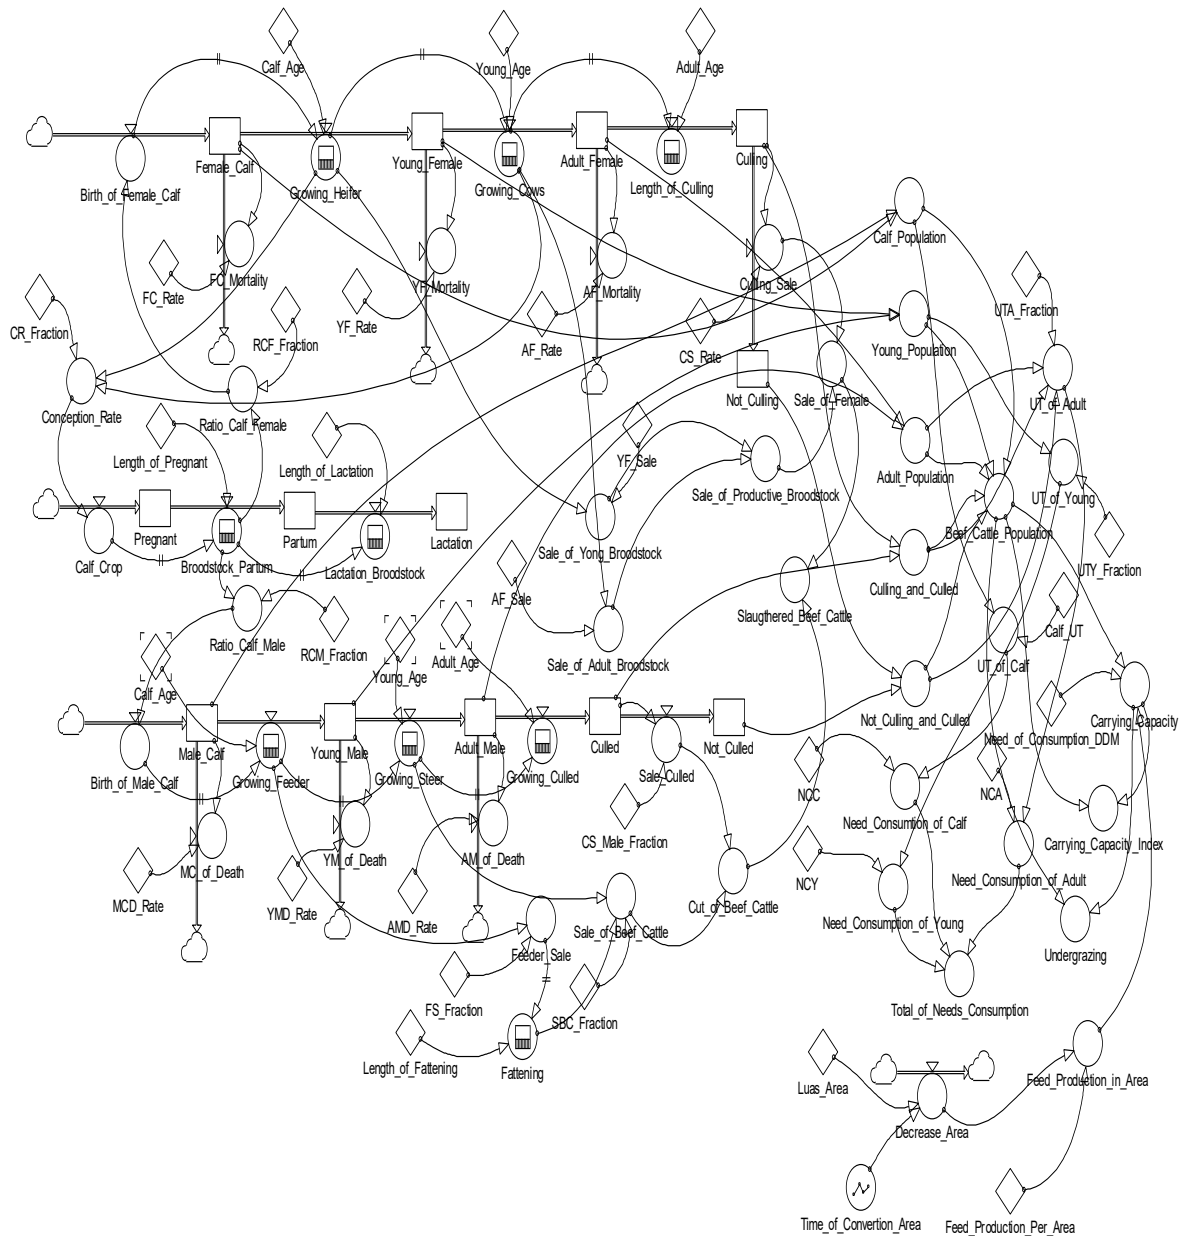 Calf_Age
Young_Age
Adult_Age
Birth_of_Female_Calf
Female_Calf
Growing_Heifer
Young_Female
Growing_Cows
Adult_Female
Length_of_Culling
Culing
Calf_Population
FC_Rate
FC_Mortality
YF_Rate
YF_Mortality
AF_Rate
AF_Mortality
CS_Rate
Culing_Sale
UTA_Fraction
CR_Fraction
RCF_Fraction
Young_Population
Conception_Rate
Ratio_Calf_Female
Not_Culling
Sale_of_Female
UT_of_Adult
Length_of_Pregnant
Length_of_Lactation
YF_Sale
Sale_of_Productive_Broodstock
Adult_Population
UT_of_Young
Calf_Crop
Pregnant
Broodstock_Partum
Partum
Lactation_Broodstock
Lactation
Sale_of_Yong_Broodstock
Beef_Cattle_Population
UTY_Fraction
AF_Sale
Slaugthered_Beef_Cattle
Culling_and_Culled
Ratio_Calf_Male
RCM_Fraction
Sale_of_Adult_Broodstock
UT_of_Calf
Calf_UT
Calf_Age
Young_Age
Adult_Age
Not_Culing_and_Culled
Need_of_Consumption_DDM
Carrying_Capacity
Birth_of_Male_Calf
Male_Calf
Growing_Feeder
Young_Male
Growing_Steer
Adult_Male
Growing_Culled
Culled
Sale_Culled
Not_Culled
NCC
NCA
CS_Male_Fraction
Need_Consumtion_of_Calf
Carrying_Capacity_Index
MCD_Rate
MC_of_Death
YMD_Rate
YM_of_Death
AMD_Rate
AM_of_Death
Cut_of_Beef_Cattle
NCY
Need_Consumption_of_Adult
Need_Consumption_of_Young
Feeder_Sale
Sale_of_Beef_Cattle
Undergrazing
FS_Fraction
SBC_Fraction
Total_of_Needs_Consumption
Length_of_Fattening
Fattening
Luas_Area
Feed_Production_in_Area
Decrease_Area
Time_of_Convertion_Area
Feed_Production_Per_Area